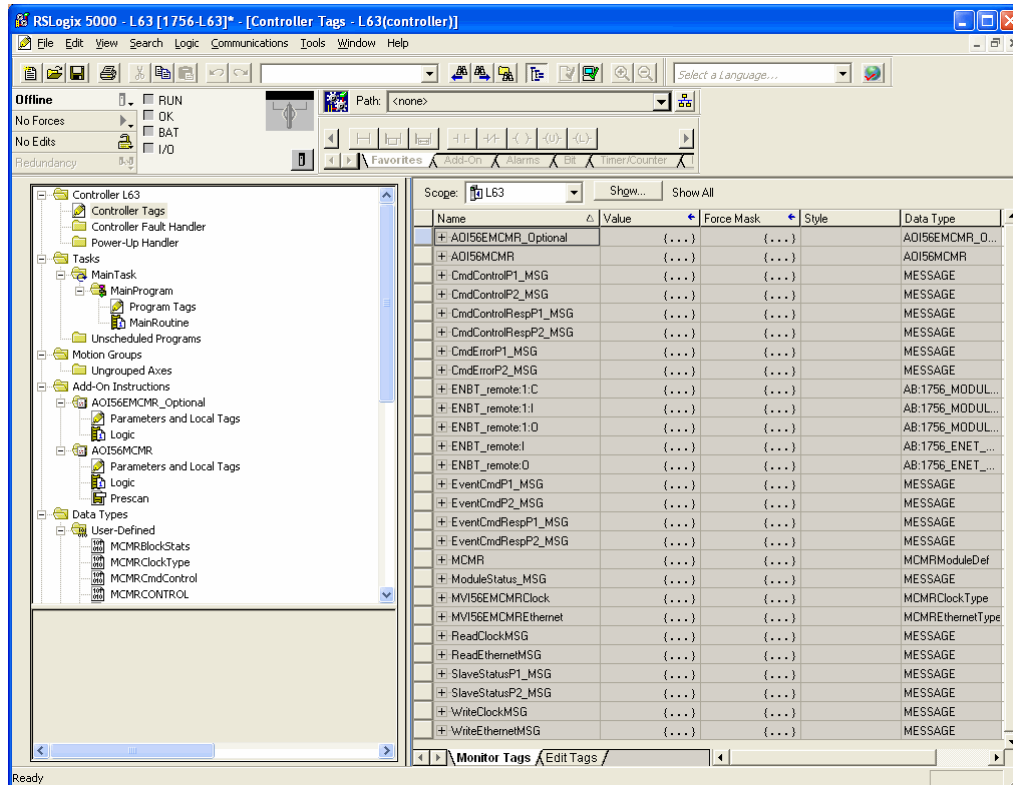 RSLogix 5000 - L63 [1756-L63]* - [Controller Tags - L63(controller)]
File Edit View Search Logic Communications Tools Window Help
Select a Language...
Offline RUN
No Forces OK
No Edits BAT
Redundancy I/O
Path: <none>
Favorites Add-On Alarms Bit Timer/Counter
Controller L63
Controller Tags
Controller Fault Handler
Power-Up Handler
Tasks
MainTask
MainProgram
Program Tags
MainRoutine
Unscheduled Programs
Motion Groups
Ungrouped Axes
Add-On Instructions
AOI56EMCMR_Optional
Parameters and Local Tags
Logic
AOI56MCMR
Parameters and Local Tags
Logic
Prescan
Data Types
User-Defined
MCMRBlockStats
MCMRClockType
MCMRCmdControl
MCMRCONTROL
Scope: L63 Show... Show All
Name Value Force Mask Style Data Type
AOI56EMCMR_Optional {...} {...} AOI56EMCMR_O...
AOI56MCMR {...} {...} AOI56MCMR
CmdControlP1_MSG {...} {...} MESSAGE
CmdControlP2_MSG {...} {...} MESSAGE
CmdControlRespP1_MSG {...} {...} MESSAGE
CmdControlRespP2_MSG {...} {...} MESSAGE
CmdErrorP1_MSG {...} {...} MESSAGE
CmdErrorP2_MSG {...} {...} MESSAGE
ENBT_remote:1:C {...} {...} AB:1756_MODUL...
ENBT_remote:1:I {...} {...} AB:1756_MODUL...
ENBT_remote:1:O {...} {...} AB:1756_MODUL...
ENBT_remote:I {...} {...} AB:1756_ENET_...
ENBT_remote:O {...} {...} AB:1756_ENET_...
EventCmdP1_MSG {...} {...} MESSAGE
EventCmdP2_MSG {...} {...} MESSAGE
EventCmdRespP1_MSG {...} {...} MESSAGE
EventCmdRespP2_MSG {...} {...} MESSAGE
MCMR {...} {...} MCMRModuleDef
ModuleStatus_MSG {...} {...} MESSAGE
MVI56EMCMRClock {...} {...} MCMRClockType
MVI56EMCMREthernet {...} {...} MCMREthernetType
ReadClockMSG {...} {...} MESSAGE
ReadEthernetMSG {...} {...} MESSAGE
SlaveStatusP1_MSG {...} {...} MESSAGE
SlaveStatusP2_MSG {...} {...} MESSAGE
WriteClockMSG {...} {...} MESSAGE
WriteEthernetMSG {...} {...} MESSAGE
Monitor Tags Edit Tags
Ready